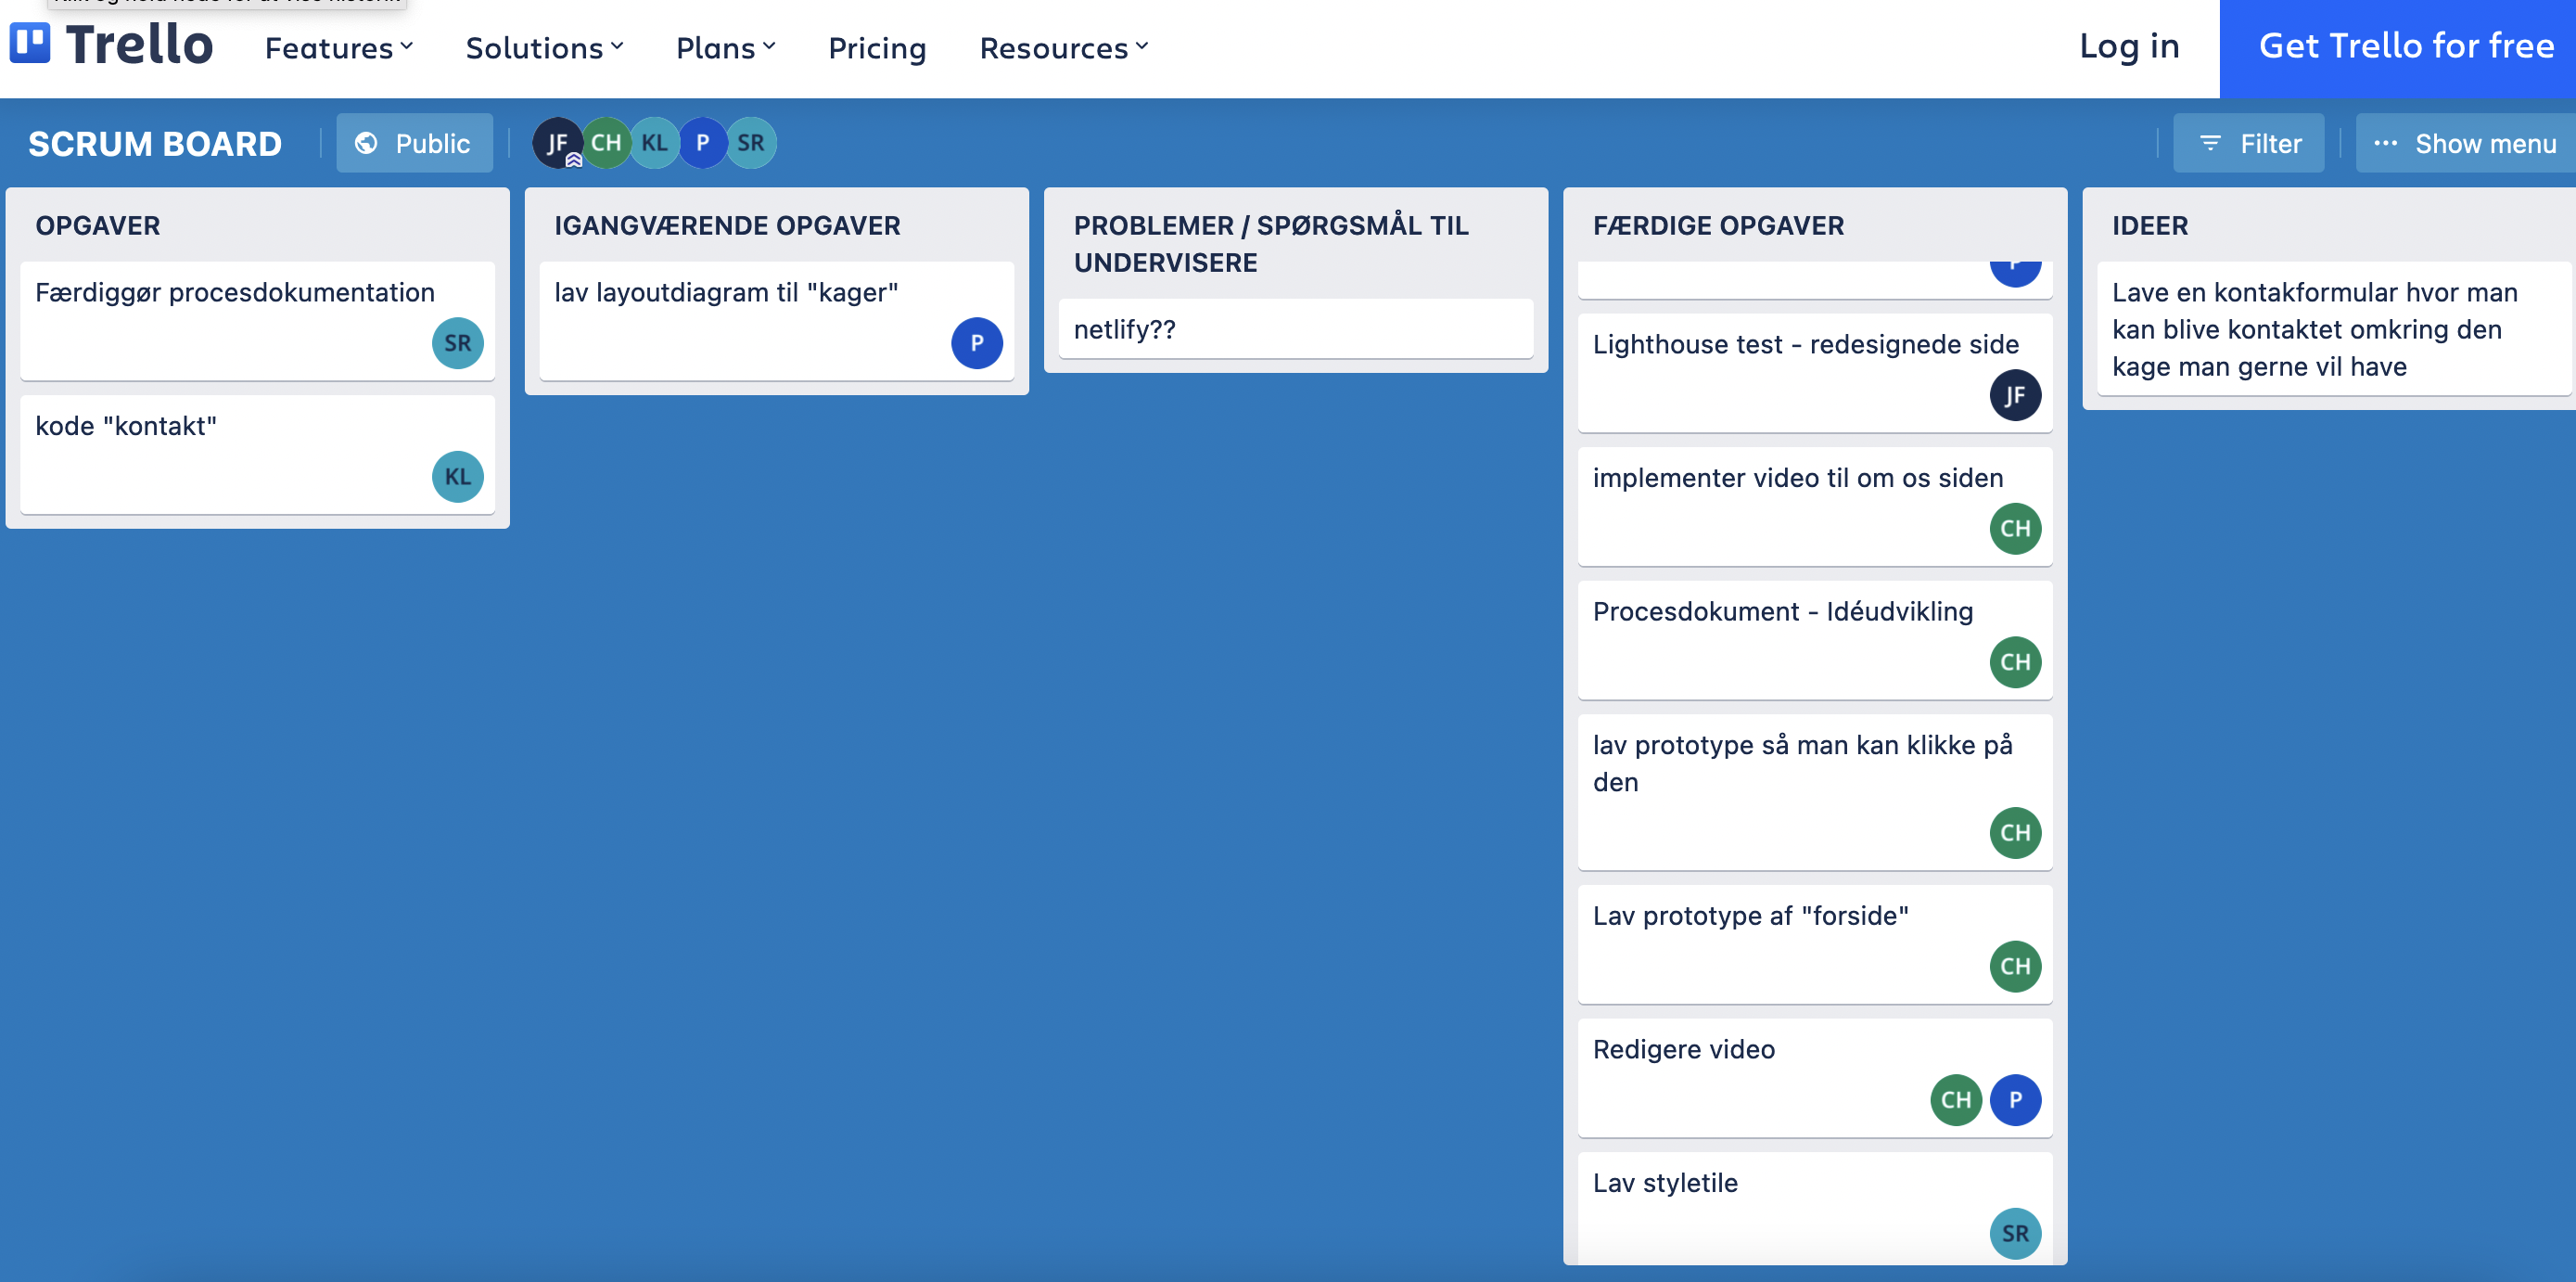 Trello
Features
Solutions
Plans
Pricing
Resources
Log in
Get Trello for free
SCRUM BOARD
Public
JF
CH
KL
P
SR
Filter
Show menu
OPGAVER
Færdiggør procesdokumentation
SR
kode "kontakt"
KL
IGANGVÆRENDE OPGAVER
lav layoutdiagram til "kager"
P
PROBLEMER / SPØRGSMÅL TIL
UNDERVISERE
netlify??
FÆRDIGE OPGAVER
P
Lighthouse test - redesignede side
JF
implementer video til om os siden
CH
Procesdokument - Idéudvikling
CH
lav prototype så man kan klikke på
den
CH
Lav prototype af "forside"
CH
Redigere video
CH P
Lav styletile
SR
IDEER
Lave en kontakformular hvor man
kan blive kontaktet omkring den
kage man gerne vil have